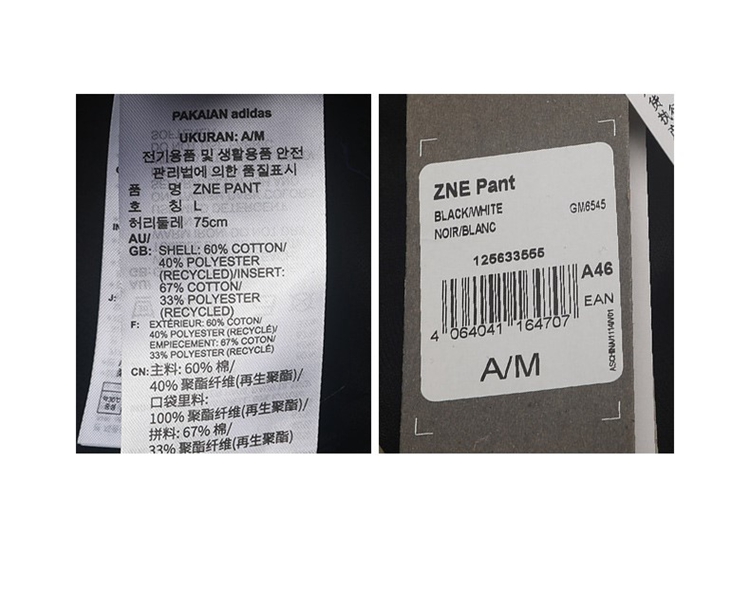 PAKAIAN adidas
UKURAN: A/M
전기용품 및 생활용품 안전
관리법에 의한 품질표시
품 명 ZNE PANT
호 칭 L
허리둘레 75cm
AU/
GB: SHELL: 60% COTTON/
40% POLYESTER
(RECYCLED)/INSERT:
67% COTTON/
33% POLYESTER
(RECYCLED)
F: EXTÉRIEUR: 60% COTON/
40% POLYESTER (RECYCLÉ)/
EMPIECEMENT: 67% COTON/
33% POLYESTER (RECYCLÉ)
CN: 主料: 60% 棉/
40% 聚酯纤维(再生聚酯)/
口袋里料:
100% 聚酯纤维(再生聚酯)/
拼料: 67% 棉/
33% 聚酯纤维(再生聚酯)
J:
ZNE Pant
BLACK/WHITE GM6545
NOIR/BLANC
125633555
A46
EAN
4 064041 164707
A/M